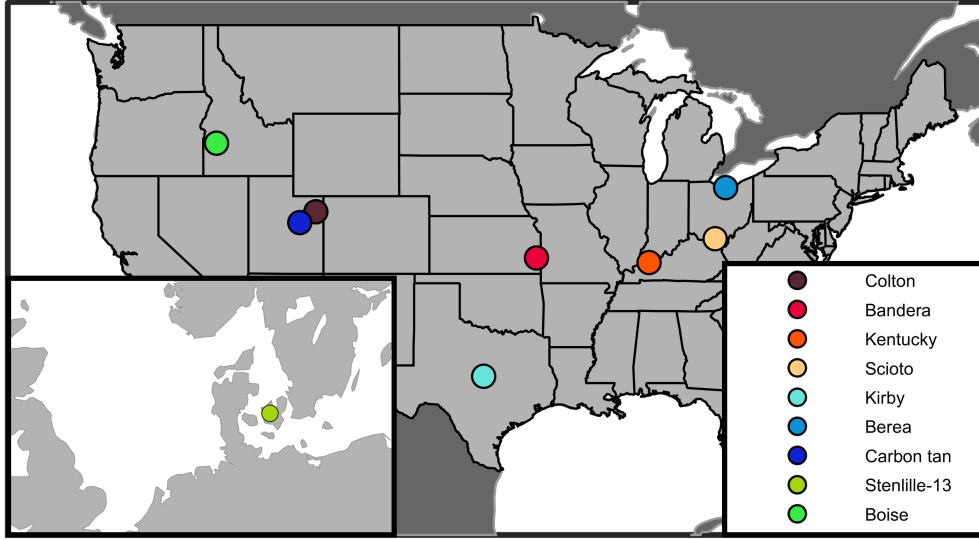 Colton
Bandera
Kentucky
Scioto
Kirby
Berea
Carbon tan
Stenlille-13
Boise